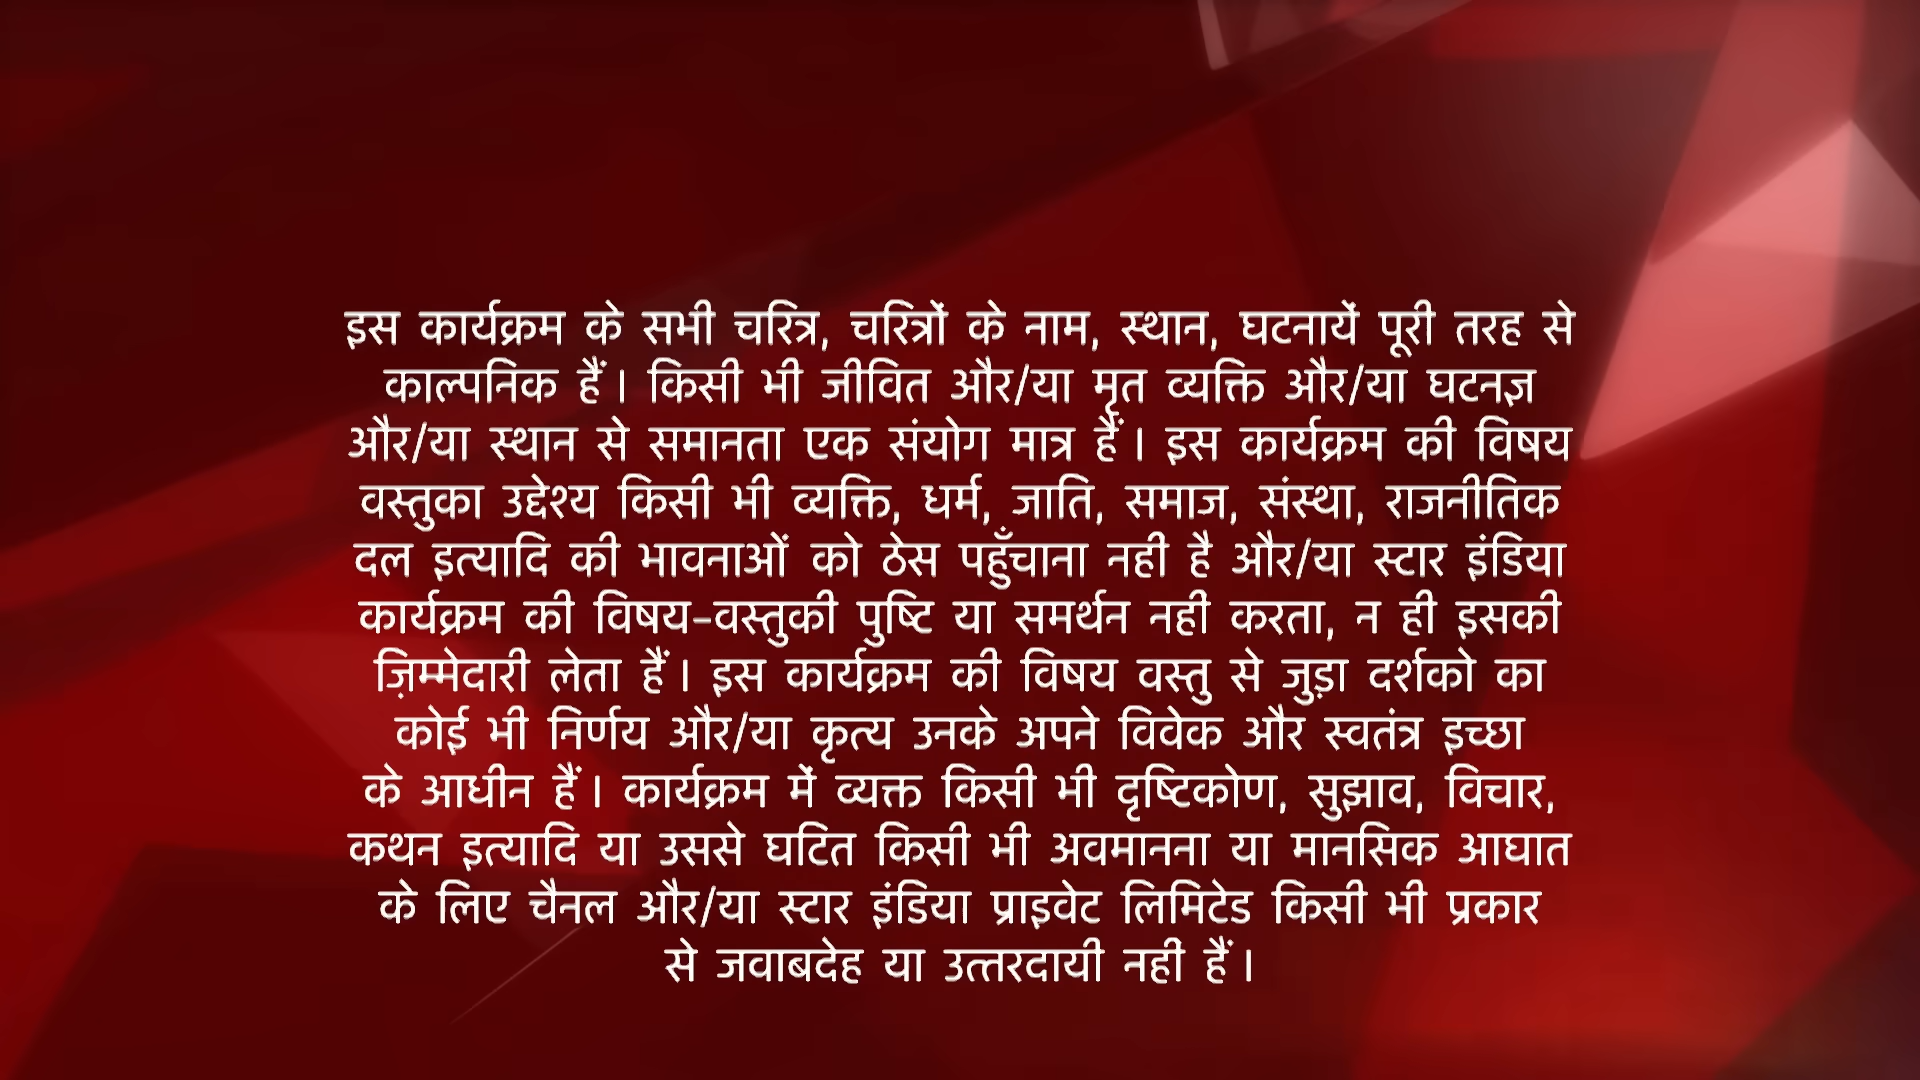 इस कार्यक्रम के सभी चरित्र, चरित्रों के नाम, स्थान, घटनायें पूरी तरह से
काल्पनिक हैं। किसी भी जीवित और/या मृत व्यक्ति और/या घटनज्ञ
और/या स्थान से समानता एक संयोग मात्र हैं। इस कार्यक्रम की विषय
वस्तुका उद्देश्य किसी भी व्यक्ति, धर्म, जाति, समाज, संस्था, राजनीतिक
दल इत्यादि की भावनाओं को ठेस पहुँचाना नही है और/या स्टार इंडिया
कार्यक्रम की विषय-वस्तुकी पुष्टि या समर्थन नही करता, न ही इसकी
ज़िम्मेदारी लेता हैं। इस कार्यक्रम की विषय वस्तु से जुड़ा दर्शको का
कोई भी निर्णय और/या कृत्य उनके अपने विवेक और स्वतंत्र इच्छा
के आधीन हैं। कार्यक्रम में व्यक्त किसी भी दृष्टिकोण, सुझाव, विचार,
कथन इत्यादि या उससे घटित किसी भी अवमानना या मानसिक आघात
के लिए चैनल और/या स्टार इंडिया प्राइवेट लिमिटेड किसी भी प्रकार
से जवाबदेह या उत्तरदायी नही हैं।